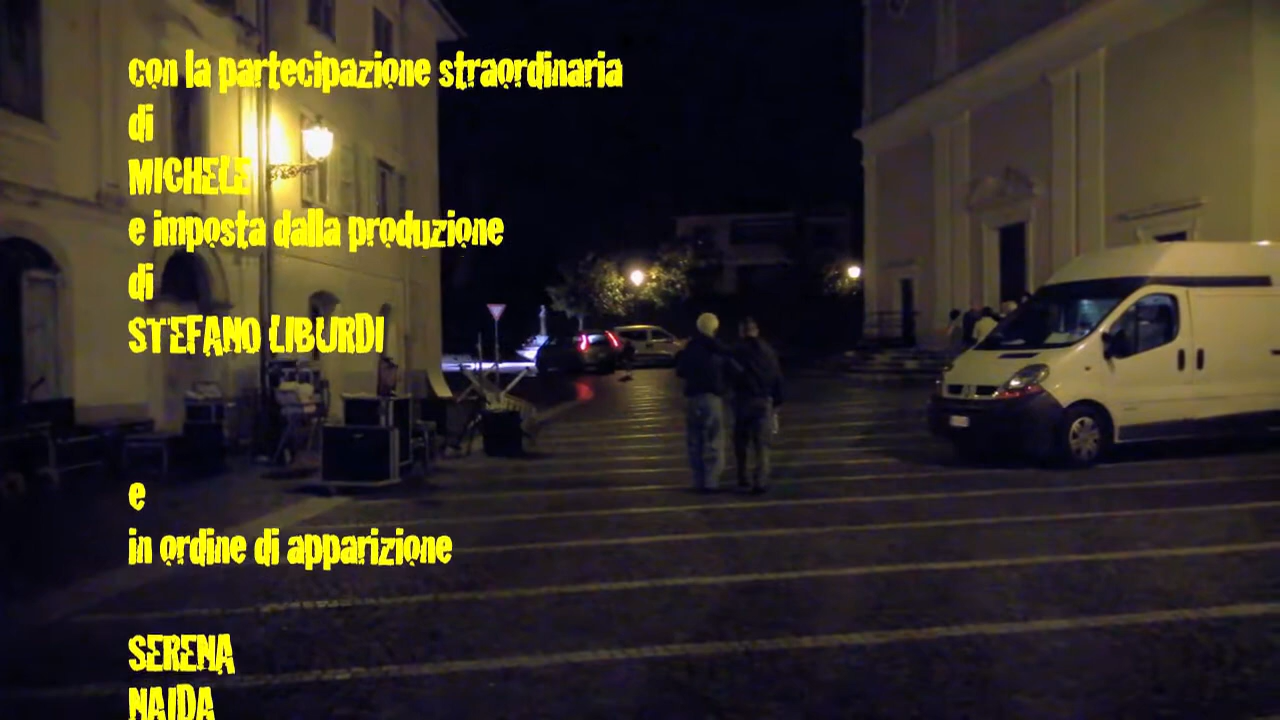 con la partecipazione straordinaria
di
MICHELE
e imposta dalla produzione
di
STEFANO LIBURDI
e
in ordine di apparizione
SERENA
NAIDA